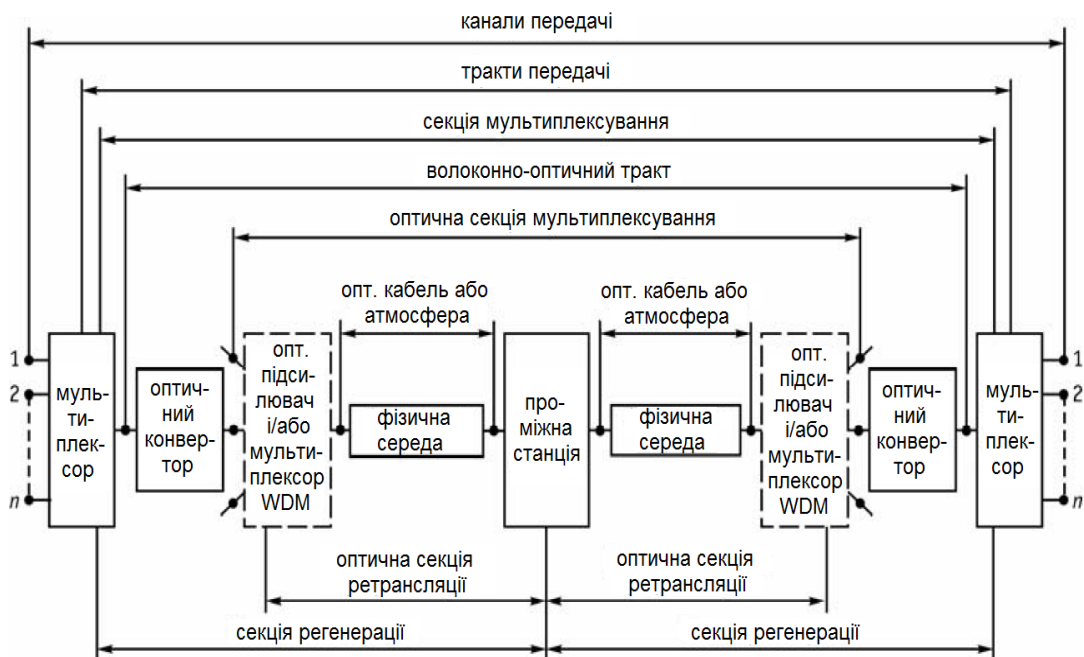 канали передачі
тракти передачі
секція мультиплексування
волоконно-оптичний тракт
оптична секція мультиплексування
опт. кабель або
атмосфера
опт. кабель або
атмосфера
1
2
n
муль-
ти-
плек-
сор
оптич-
ний
конвер-
тор
опт.
підси-
лювач
і/або
мульти-
плексор
WDM
фізична
середа
про-
міжна
станція
фізична
середа
опт.
підси-
лювач
і/або
мульти-
плексор
WDM
оптич-
ний
конвер-
тор
муль-
ти-
плек-
сор
1
2
n
оптична секція
ретрансляції
оптична секція
ретрансляції
секція регенерації
секція регенерації